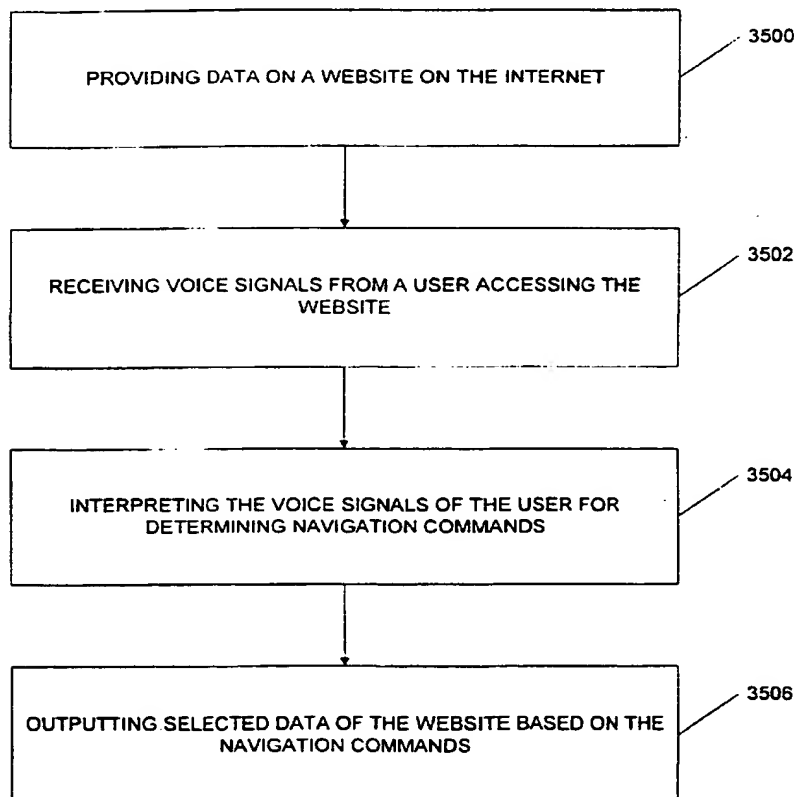 PROVIDING DATA ON A WEBSITE ON THE INTERNET
3500
RECEIVING VOICE SIGNALS FROM A USER ACCESSING THE
WEBSITE
3502
INTERPRETING THE VOICE SIGNALS OF THE USER FOR
DETERMINING NAVIGATION COMMANDS
3504
OUTPUTTING SELECTED DATA OF THE WEBSITE BASED ON THE
NAVIGATION COMMANDS
3506